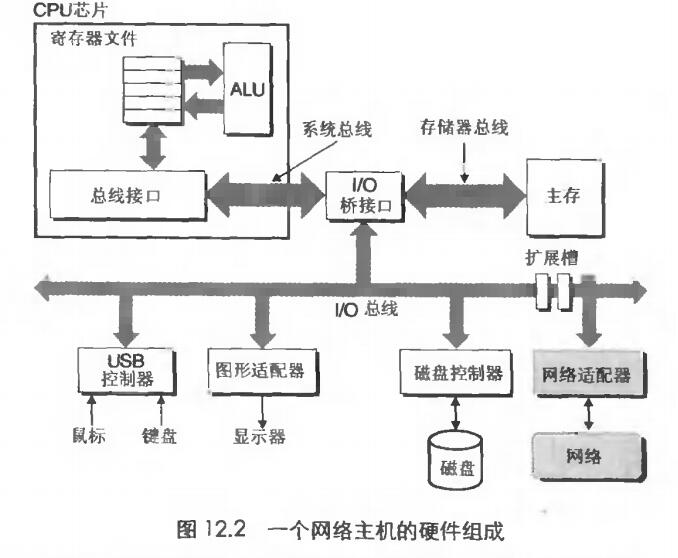 CPU芯片
寄存器文件
ALU
系统总线
存储器总线
总线接口
I/O
桥接口
主存
扩展槽
I/O 总线
USB
控制器
图形适配器
磁盘控制器
网络适配器
鼠标
键盘
显示器
磁盘
网络
图 12.2 一个网络主机的硬件组成